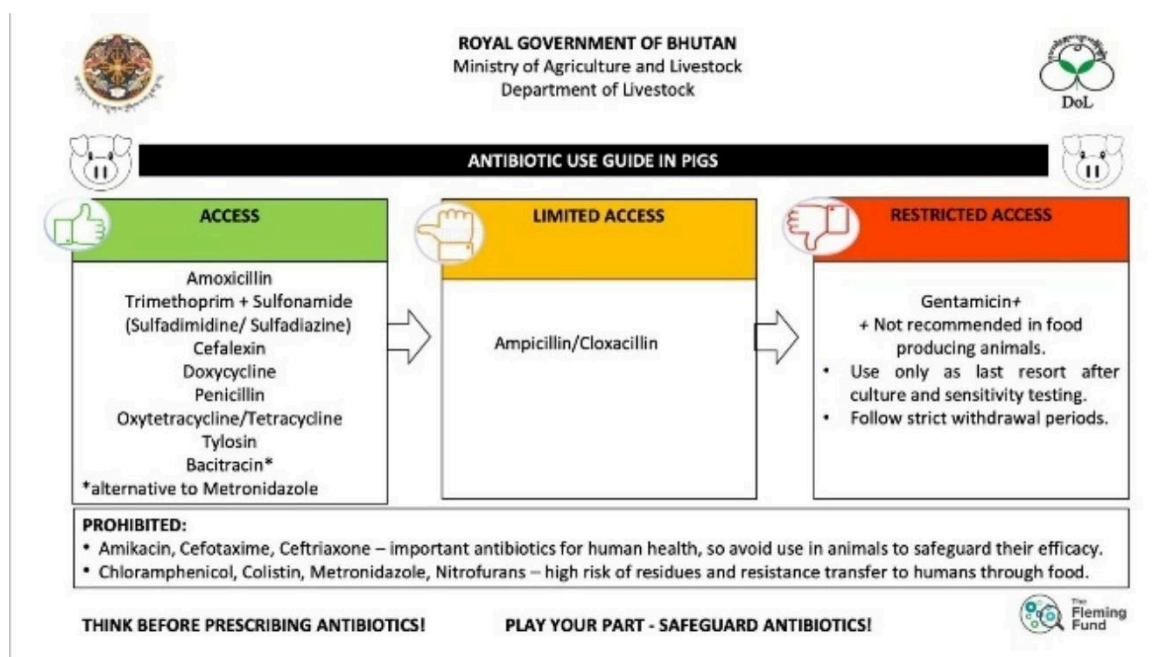 ROYAL GOVERNMENT OF BHUTAN
Ministry of Agriculture and Livestock
Department of Livestock
DoL
ANTIBIOTIC USE GUIDE IN PIGS
ACCESS
Amoxicillin
Trimethoprim + Sulfonamide
(Sulfadimidine/ Sulfadiazine)
Cefalexin
Doxycycline
Penicillin
Oxytetracycline/Tetracycline
Tylosin
Bacitracin*
*alternative to Metronidazole
LIMITED ACCESS
Ampicillin/Cloxacillin
RESTRICTED ACCESS
Gentamicin+
+ Not recommended in food
producing animals.
• Use only as last resort after
culture and sensitivity testing.
• Follow strict withdrawal periods.
PROHIBITED:
• Amikacin, Cefotaxime, Ceftriaxone – important antibiotics for human health, so avoid use in animals to safeguard their efficacy.
• Chloramphenicol, Colistin, Metronidazole, Nitrofurans – high risk of residues and resistance transfer to humans through food.
THINK BEFORE PRESCRIBING ANTIBIOTICS!
PLAY YOUR PART - SAFEGUARD ANTIBIOTICS!
The
Fleming
Fund